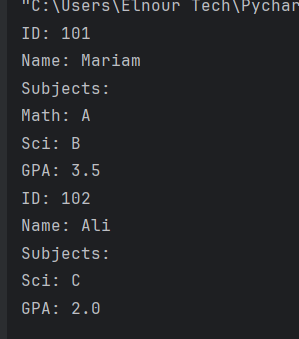 "C:\Users\Elnour Tech\Pychar
ID: 101
Name: Mariam
Subjects:
Math: A
Sci: B
GPA: 3.5
ID: 102
Name: Ali
Subjects:
Sci: C
GPA: 2.0